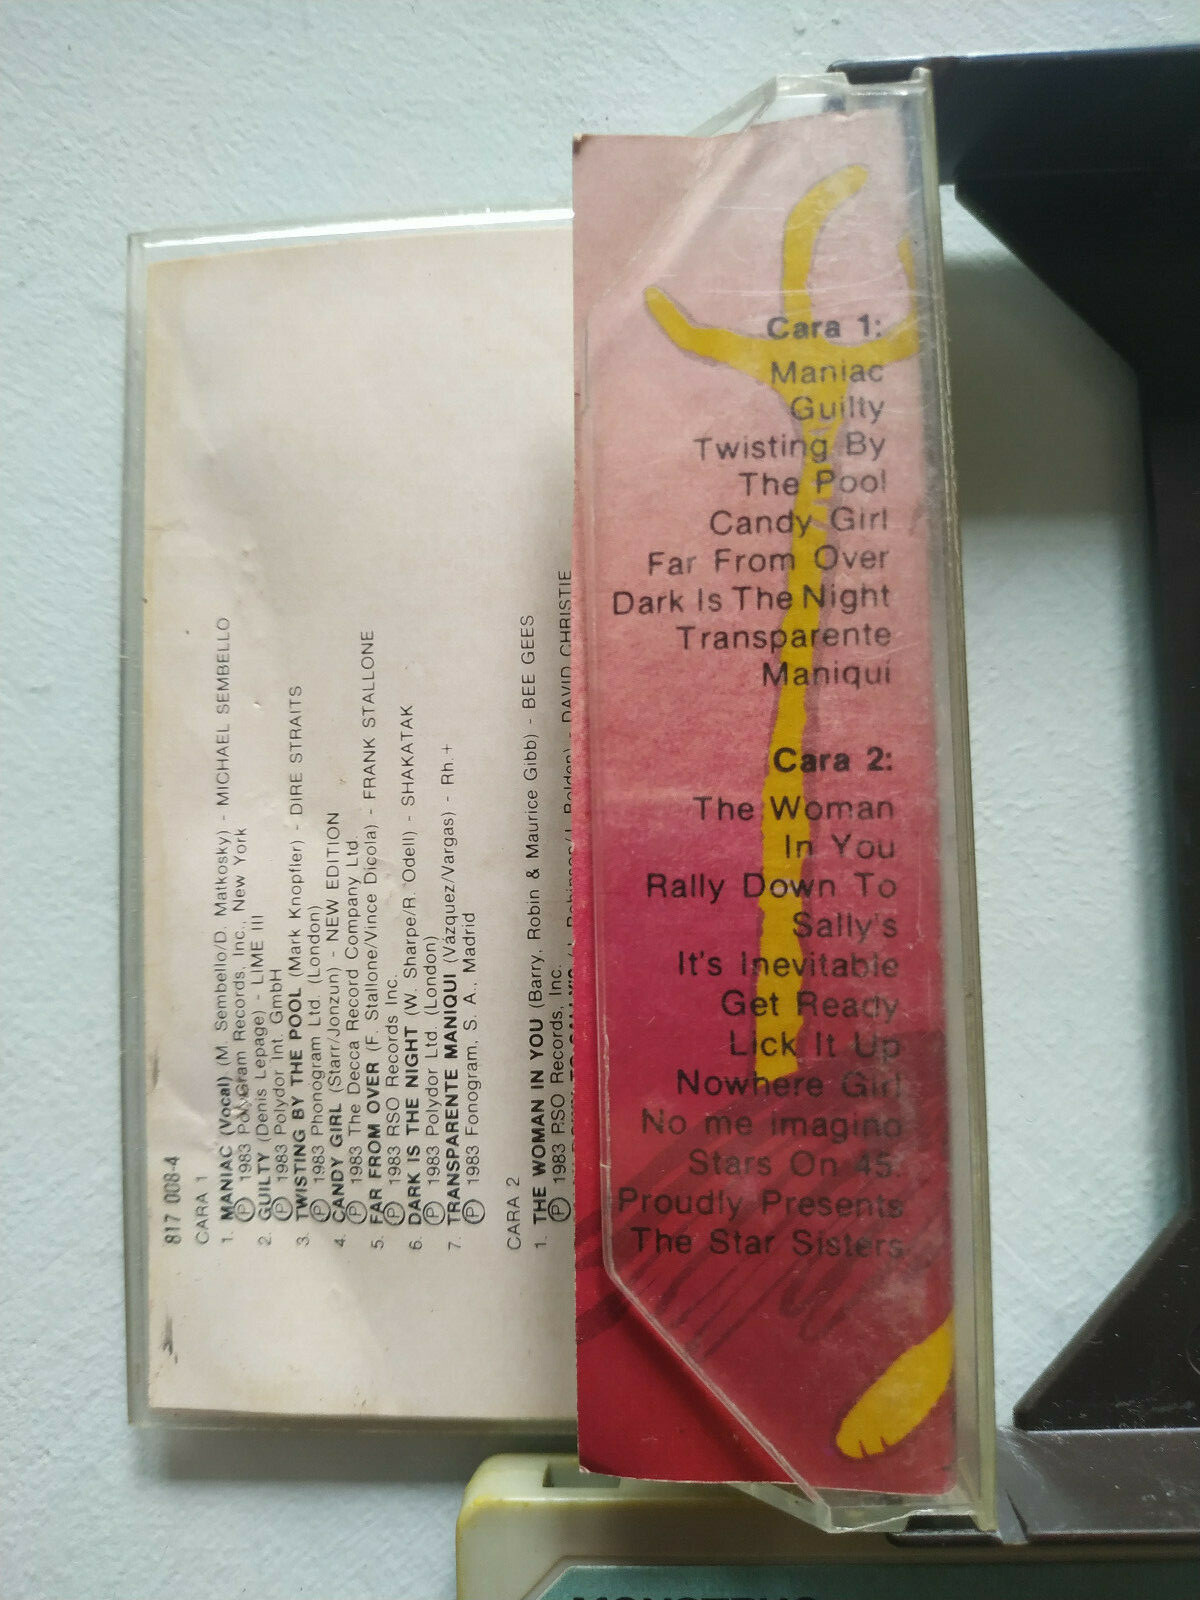 817 008-4
CARA 1
1. MANIAC (Vocal) (M. Sembello/D. Matkosky) - MICHAEL SEMBELLO
Ⓟ 1983 PolyGram Records, Inc., New York
2. GUILTY (Denis Lepage) - LIME III
Ⓟ 1983 Polydor Int. GmbH
3. TWISTING BY THE POOL (Mark Knopfler) - DIRE STRAITS
Ⓟ 1983 Phonogram Ltd. (London)
4. CANDY GIRL (Starr/Jonzun) - NEW EDITION
Ⓟ 1983 The Decca Record Company Ltd.
5. FAR FROM OVER (F. Stallone/Vince Dicola) - FRANK STALLONE
Ⓟ 1983 RSO Records Inc.
6. DARK IS THE NIGHT (W. Sharpe/R. Odell) - SHAKATAK
Ⓟ 1983 Polydor Ltd. (London)
7. TRANSPARENTE MANIQUI (Vázquez/Vargas) - Rh.+
Ⓟ 1983 Fonogram, S. A., Madrid
CARA 2
1. THE WOMAN IN YOU (Barry, Robin & Maurice Gibb) - BEE GEES
Ⓟ 1983 RSO Records, Inc.
DAVID CHRISTIE
Cara 1:
Maniac
Guilty
Twisting By
The Pool
Candy Girl
Far From Over
Dark Is The Night
Transparente
Maniquí
Cara 2:
The Woman
In You
Rally Down To
Sally's
It's Inevitable
Get Ready
Lick It Up
Nowhere Girl
No me imagino
Stars On 45
Proudly Presents
The Star Sisters